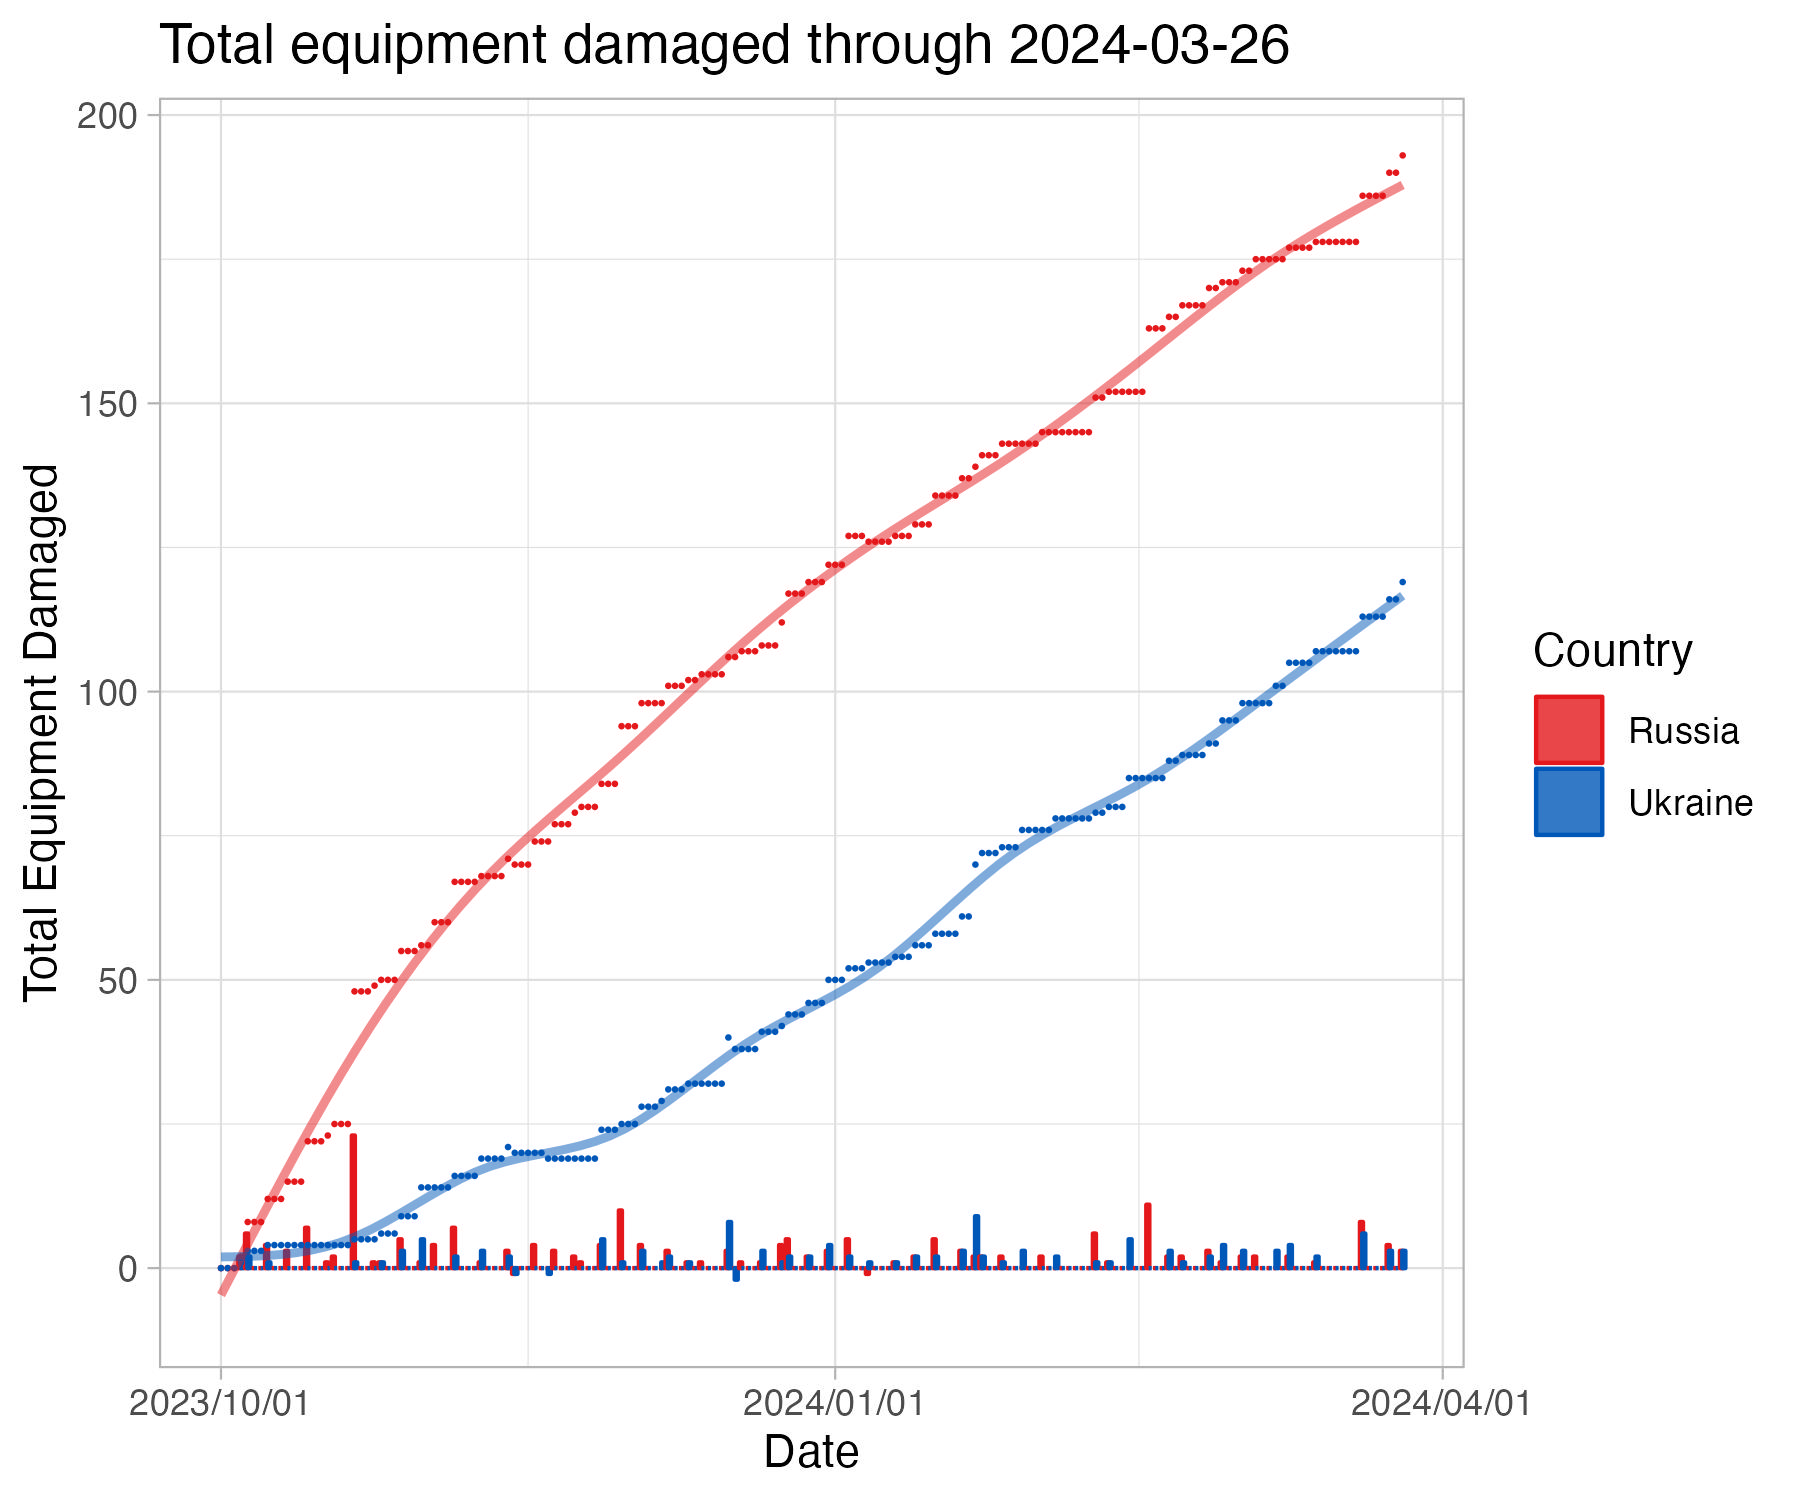 Total equipment damaged through 2024-03-26
Total Equipment Damaged
200
150
100
50
0
2023/10/01
2024/01/01
2024/04/01
Date
Country
Russia
Ukraine